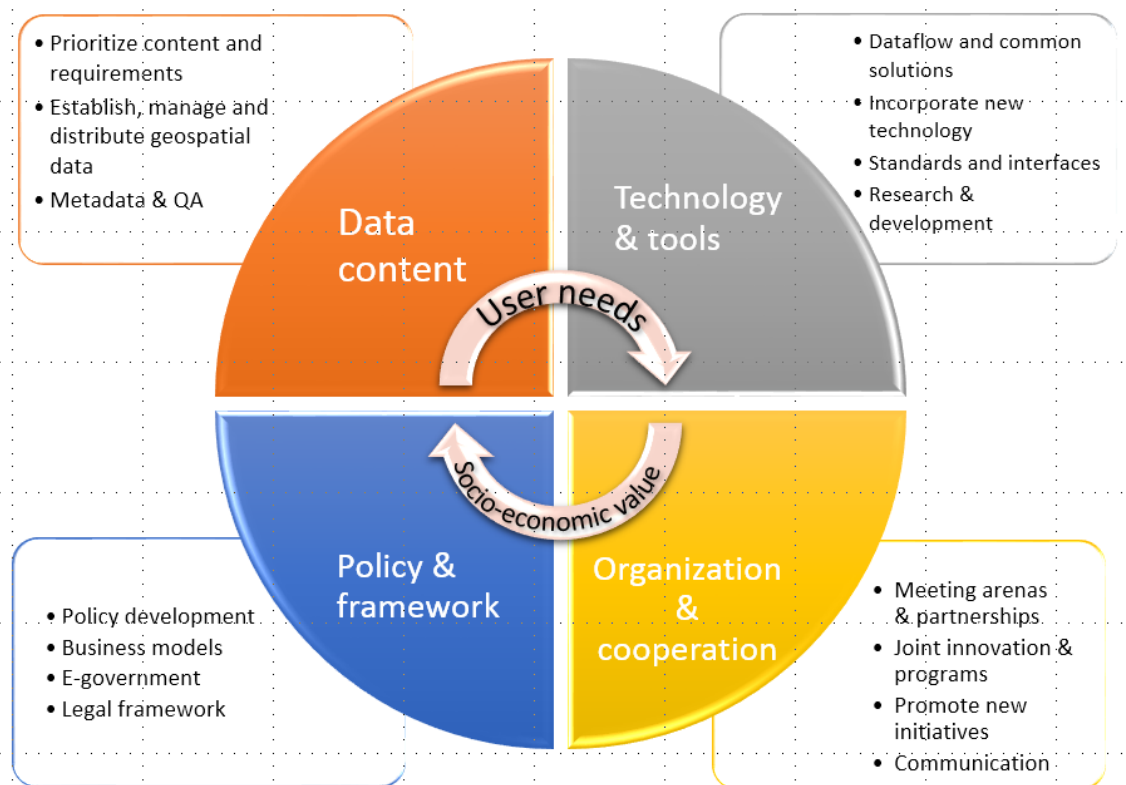 • Prioritize content and
requirements
• Establish, manage and
distribute geospatial
data
• Metadata & QA
• Dataflow and common
solutions
• Incorporate new
technology
• Standards and interfaces
• Research &
development
Data
content
Technology
& tools
User needs
Socio-economic value
Policy &
framework
Organization
&
cooperation
• Policy development
• Business models
• E-government
• Legal framework
• Meeting arenas
& partnerships
• Joint innovation &
programs
• Promote new
initiatives
• Communication